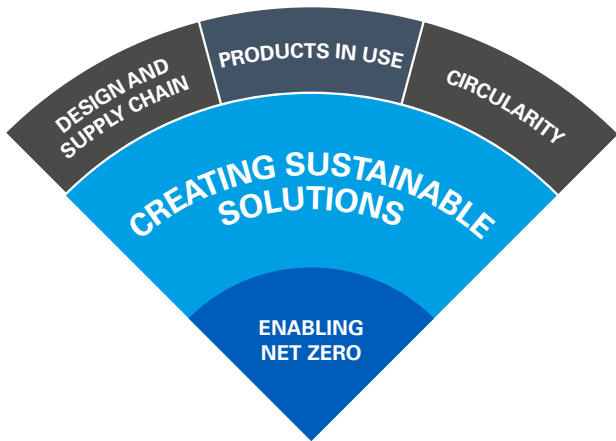 DESIGN AND
SUPPLY CHAIN
PRODUCTS IN USE
CIRCULARITY
CREATING SUSTAINABLE
SOLUTIONS
ENABLING
NET ZERO